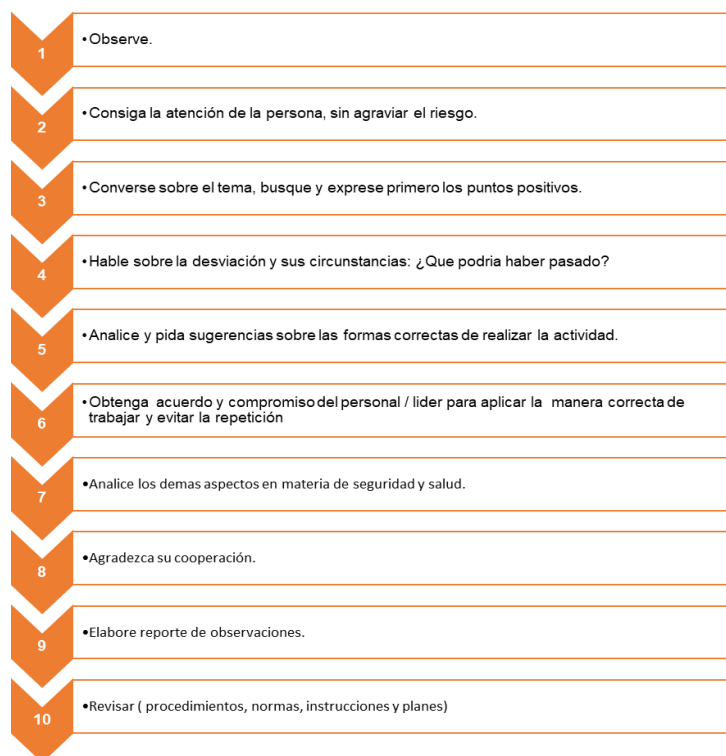 1
•Observe.
2
•Consiga la atención de la persona, sin agraviar el riesgo.
3
•Converse sobre el tema, busque y exprese primero los puntos positivos.
4
•Hable sobre la desviación y sus circunstancias: ¿Que podria haber pasado?
5
•Analice y pida sugerencias sobre las formas correctas de realizar la actividad.
6
•Obtenga acuerdo y compromiso del personal / lider para aplicar la manera correcta de
trabajar y evitar la repetición
7
•Analice los demas aspectos en materia de seguridad y salud.
8
•Agradezca su cooperación.
9
•Elabore reporte de observaciones.
10
•Revisar ( procedimientos, normas, instrucciones y planes)